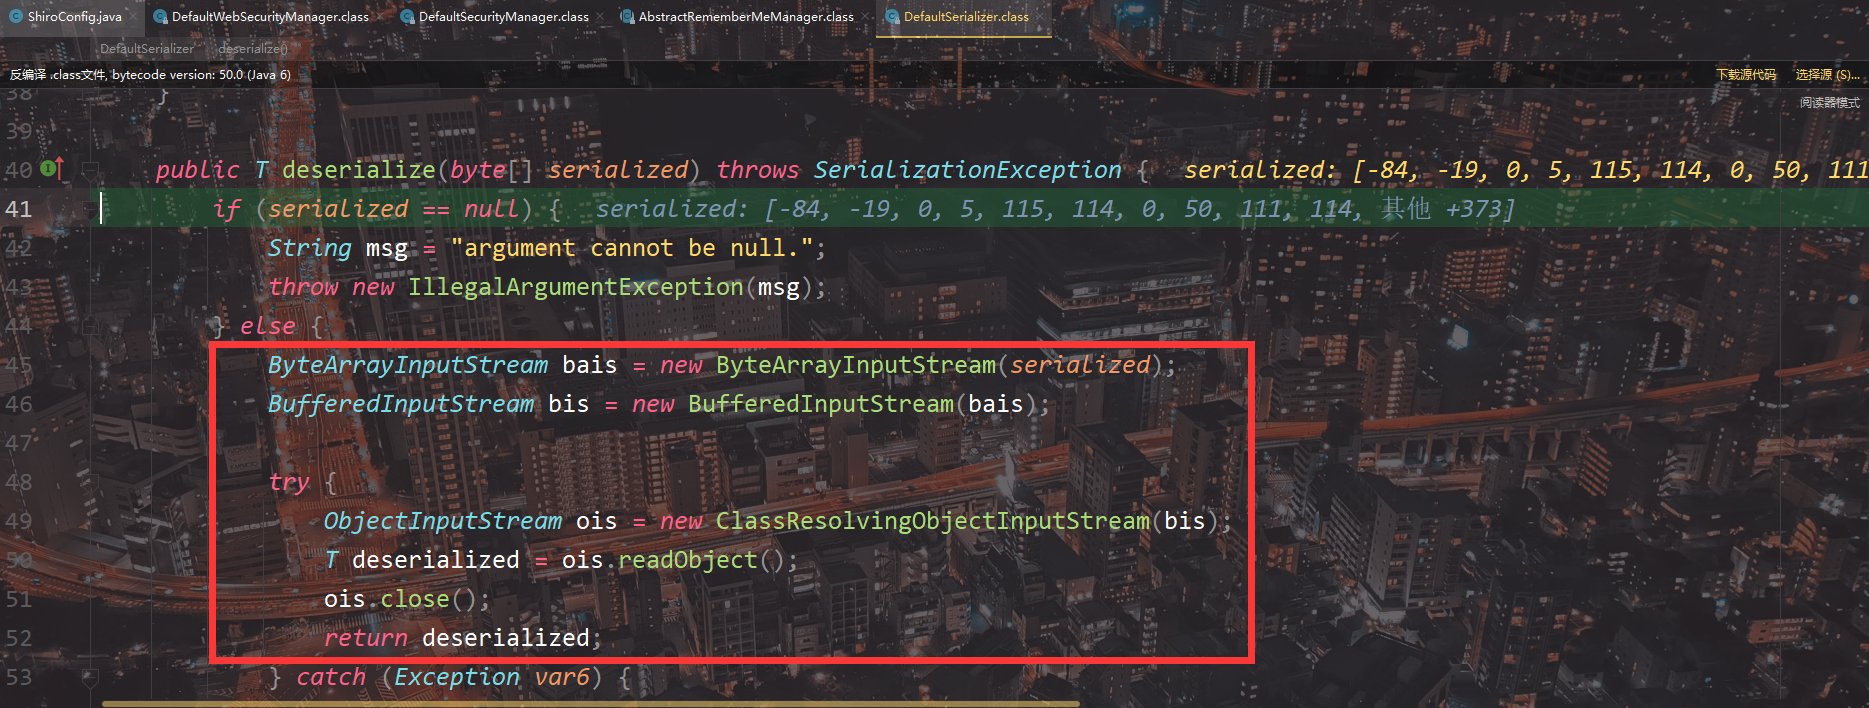 ShiroConfig.java DefaultWebSecurityManager.class DefaultSecurityManager.class AbstractRememberMeManager.class DefaultSerializer.class
DefaultSerializer deserialize()
反编译 .class文件, bytecode version: 50.0 (Java 6) 下载源代码 选择源 (S)...
阅读器模式
38 }
39
40 public T deserialize(byte[] serialized) throws SerializationException { serialized: [-84, -19, 0, 5, 115, 114, 0, 50, 111
41 if (serialized == null) { serialized: [-84, -19, 0, 5, 115, 114, 0, 50, 111, 114, 其他 +373]
42 String msg = "argument cannot be null.";
43 throw new IllegalArgumentException(msg);
44 } else {
45 ByteArrayInputStream bais = new ByteArrayInputStream(serialized);
46 BufferedInputStream bis = new BufferedInputStream(bais);
47
48 try {
49 ObjectInputStream ois = new ClassResolvingObjectInputStream(bis);
50 T deserialized = ois.readObject();
51 ois.close();
52 return deserialized;
53 } catch (Exception var6) {